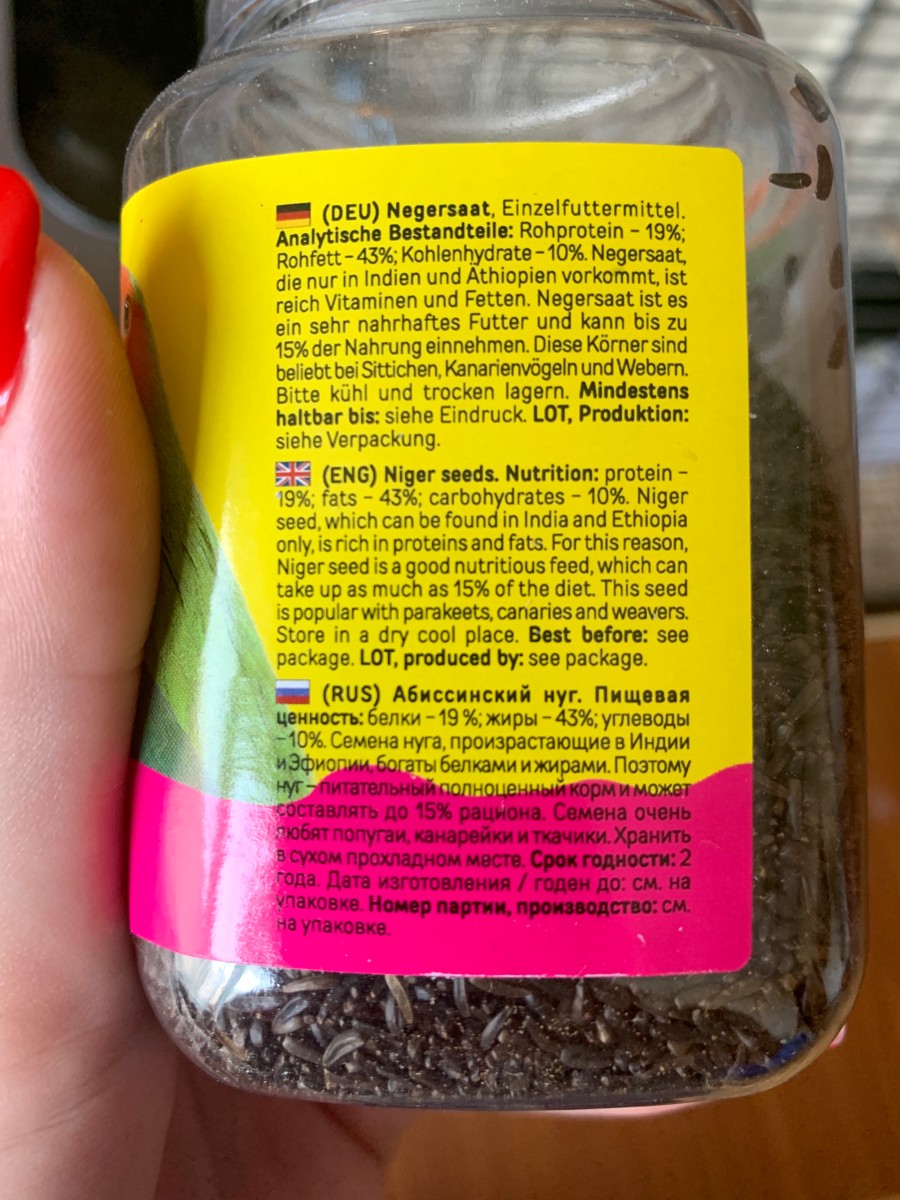 (DEU) Negersaat, Einzelfuttermittel.
Analytische Bestandteile: Rohprotein – 19%;
Rohfett – 43%; Kohlenhydrate – 10%. Negersaat,
die nur in Indien und Äthiopien vorkommt, ist
reich Vitaminen und Fetten. Negersaat ist es
ein sehr nahrhaftes Futter und kann bis zu
15% der Nahrung einnehmen. Diese Körner sind
beliebt bei Sittichen, Kanarienvögeln und Webern.
Bitte kühl und trocken lagern. Mindestens
haltbar bis: siehe Eindruck. LOT, Produktion:
siehe Verpackung.
(ENG) Niger seeds. Nutrition: protein –
19%; fats – 43%; carbohydrates – 10%. Niger
seed, which can be found in India and Ethiopia
only, is rich in proteins and fats. For this reason,
Niger seed is a good nutritious feed, which can
take up as much as 15% of the diet. This seed
is popular with parakeets, canaries and weavers.
Store in a dry cool place. Best before: see
package. LOT, produced by: see package.
(RUS) Абиссинский нуг. Пищевая
ценность: белки – 19 %; жиры – 43%; углеводы
– 10%. Семена нуга, произрастающие в Индии
и Эфиопии, богаты белками и жирами. Поэтому
нуг – питательный полноценный корм и может
составлять до 15% рациона. Семена очень
любят попугаи, канарейки и ткачики. Хранить
в сухом прохладном месте. Срок годности: 2
года. Дата изготовления / годен до: см. на
упаковке. Номер партии, производство: см.
на упаковке.